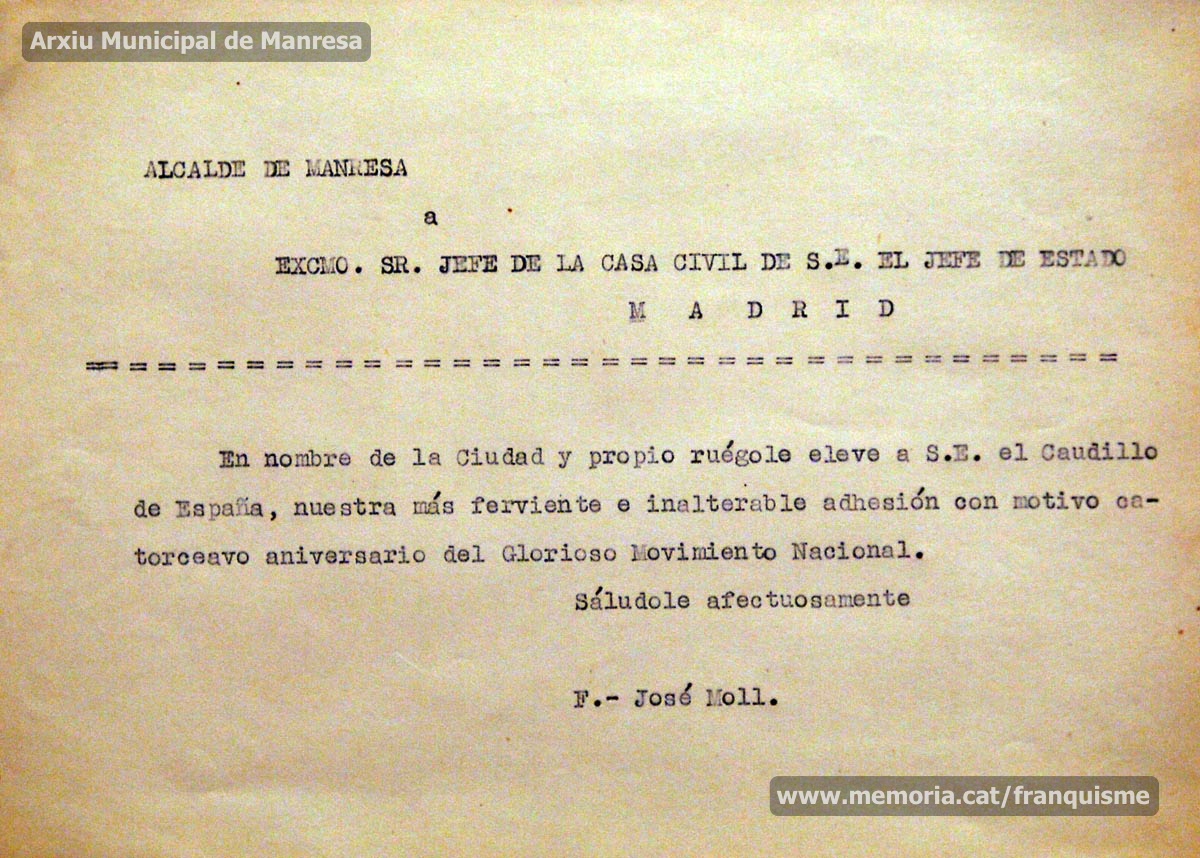 Arxiu Municipal de Manresa
ALCALDE DE MANRESA
a
EXCMO. SR. JEFE DE LA CASA CIVIL DE S.E. EL JEFE DE ESTADO
M A D R I D
= = = = = = = = = = = = = = = = = = = = = = = = = = = = = = = = = = =
En nombre de la Ciudad y propio ruégole eleve a S.E. el Caudillo
de España, nuestra más ferviente e inalterable adhesión con motivo ca-
torceavo aniversario del Glorioso Movimiento Nacional.
Sáludole afectuosamente
F.- José Moll.
www.memoria.cat/franquisme